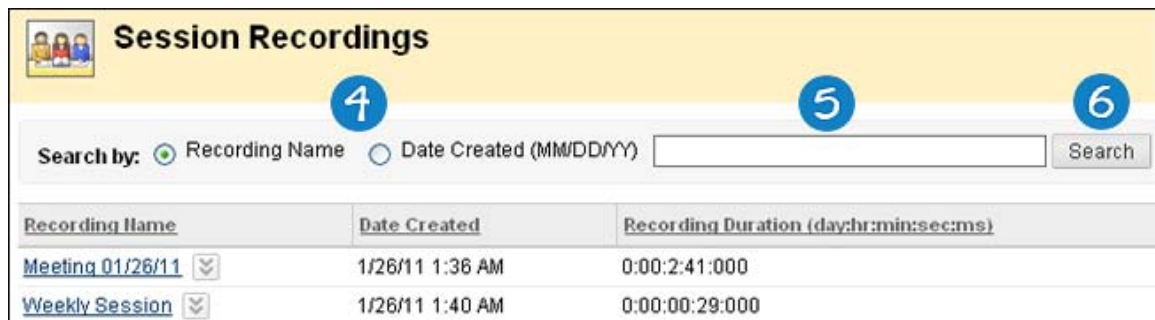 Session Recordings
4 5 6
Search by: Recording Name Date Created (MM/DD/YY) Search
Recording Name Date Created Recording Duration (day:hr:min:sec:ms)
Meeting 01/26/11 1/26/11 1:36 AM 0:00:2:41:000
Weekly Session 1/26/11 1:40 AM 0:00:00:29:000